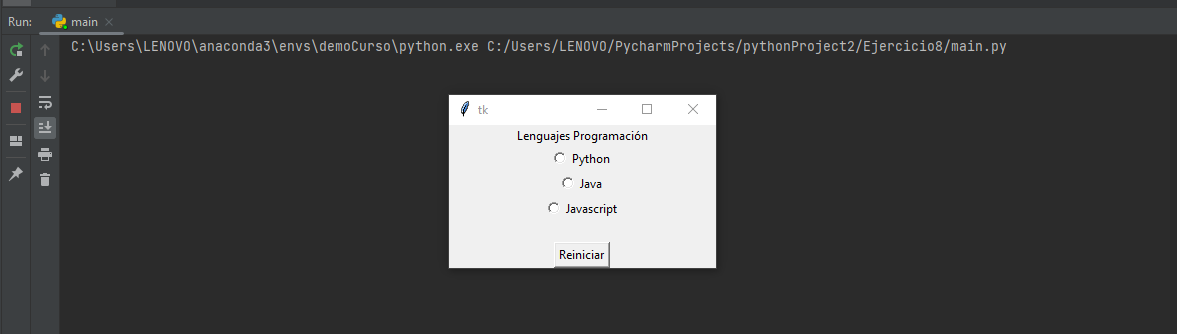 Run: main
C:\Users\LENOVO\anaconda3\envs\demoCurso\python.exe C:/Users/LENOVO/PycharmProjects/pythonProject2/Ejercicio8/main.py
tk
Lenguajes Programación
Python
Java
Javascript
Reiniciar